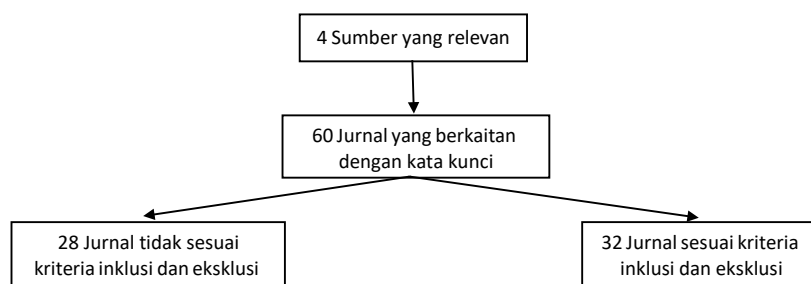 4 Sumber yang relevan
60 Jurnal yang berkaitan
dengan kata kunci
28 Jurnal tidak sesuai
kriteria inklusi dan eksklusi
32 Jurnal sesuai kriteria
inklusi dan eksklusi